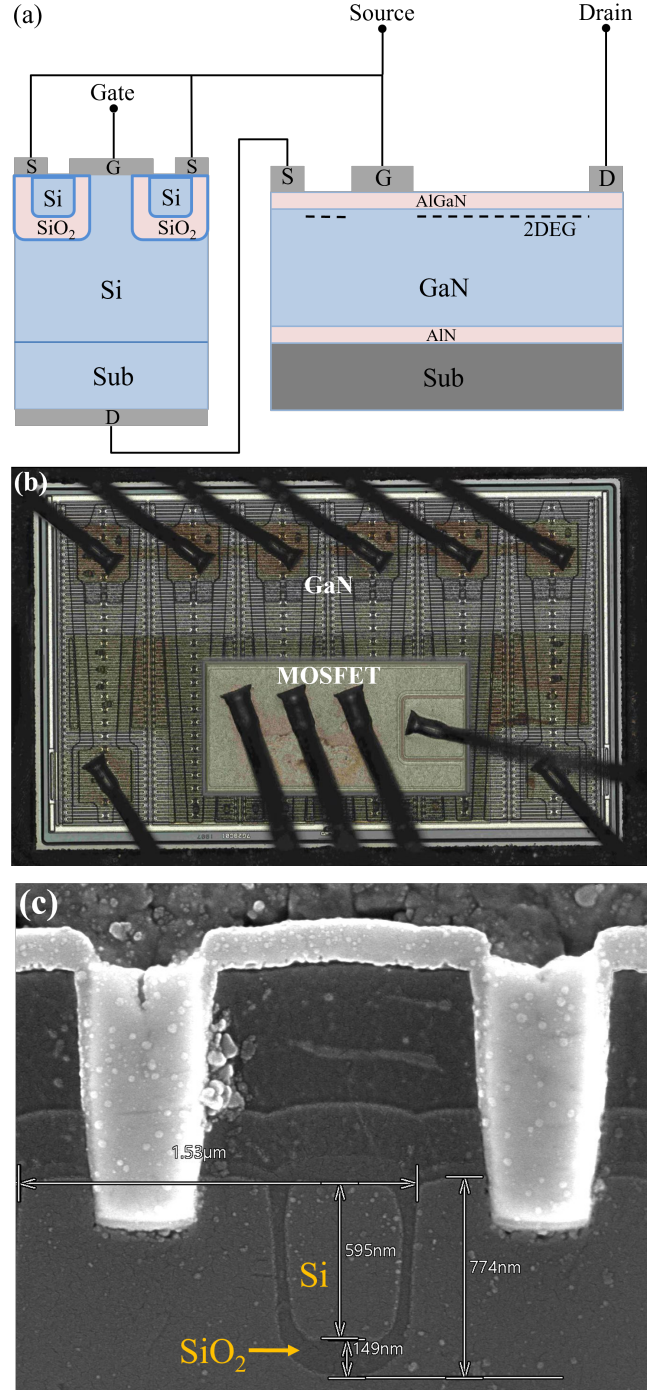 (a)
Source
Drain
Gate
S
G
S
S
G
D
Si
Si
SiO2
SiO2
AlGaN
2DEG
Si
GaN
AlN
Sub
Sub
D
(b)
GaN
MOSFET
(c)
1.53μm
595nm
774nm
Si
SiO2
149nm